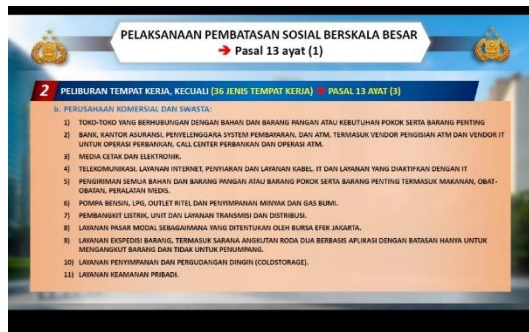 PELAKSANAAN PEMBATASAN SOSIAL BERSKALA BESAR
➔ Pasal 13 ayat (1)
2 PELIBURAN TEMPAT KERJA, KECUALI (36 JENIS TEMPAT KERJA) ➔ PASAL 13 AYAT (3)
b. PERUSAHAAN KOMERSIAL DAN SWASTA:
1) TOKO-TOKO YANG BERHUBUNGAN DENGAN BAHAN DAN BARANG PANGAN ATAU KEBUTUHAN POKOK SERTA BARANG PENTING
2) BANK, KANTOR ASURANSI, PENYELENGGARA SYSTEM PEMBAYARAN, DAN ATM, TERMASUK VENDOR PENGISIAN ATM DAN VENDOR IT
UNTUK OPERASI PERBANKAN, CALL CENTER PERBANKAN DAN OPERASI ATM.
3) MEDIA CETAK DAN ELEKTRONIK.
4) TELEKOMUNIKASI, LAYANAN INTERNET, PENYIARAN DAN LAYANAN KABEL. IT DAN LAYANAN YANG DIAKTIFKAN DENGAN IT
5) PENGIRIMAN SEMUA BAHAN DAN BARANG PANGAN ATAU BARANG POKOK SERTA BARANG PENTING TERMASUK MAKANAN, OBAT-
OBATAN, PERALATAN MEDIS.
6) POMPA BENSIN, LPG, OUTLET RITEL DAN PENYIMPANAN MINYAK DAN GAS BUMI.
7) PEMBANGKIT LISTRIK, UNIT DAN LAYANAN TRANSMISI DAN DISTRIBUSI.
8) LAYANAN PASAR MODAL SEBAGAIMANA YANG DITENTUKAN OLEH BURSA EFEK JAKARTA.
9) LAYANAN EKSPEDISI BARANG, TERMASUK SARANA ANGKUTAN RODA DUA BERBASIS APLIKASI DENGAN BATASAN HANYA UNTUK
MENGANGKUT BARANG DAN TIDAK UNTUK PENUMPANG.
10) LAYANAN PENYIMPANAN DAN PERGUDANGAN DINGIN (COLDSTORAGE).
11) LAYANAN KEAMANAN PRIBADI.